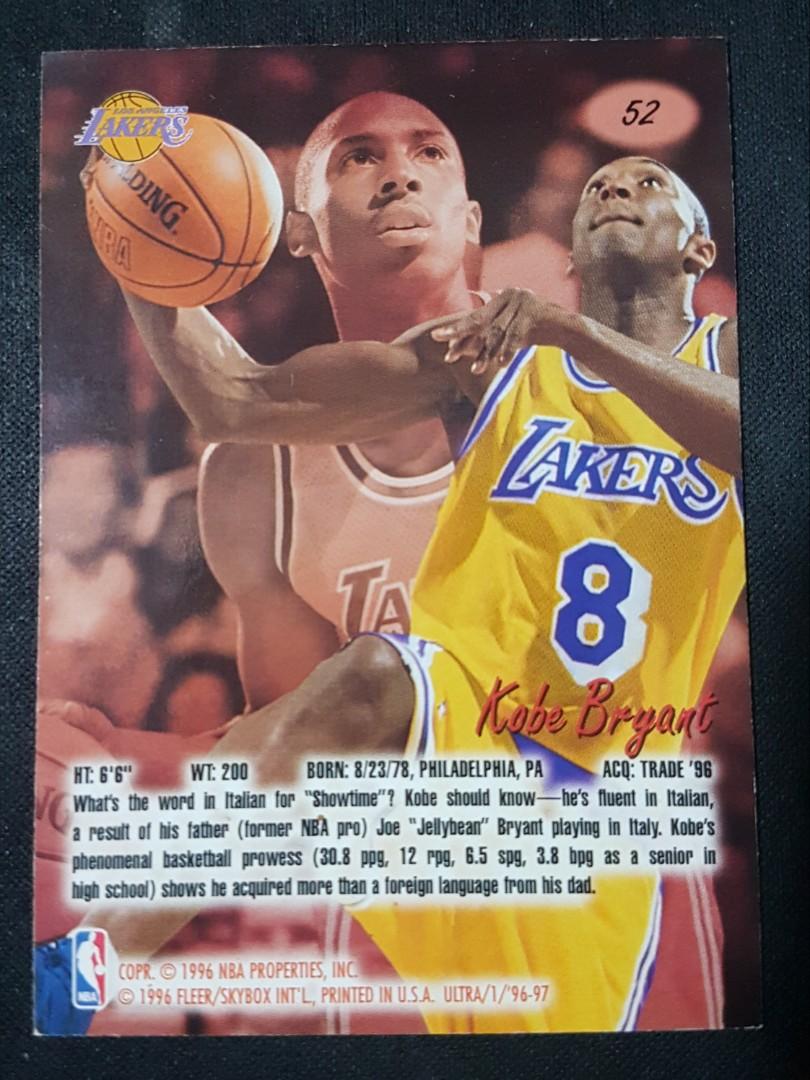 LOS ANGELES
LAKERS
52
SPALDING
NBA
LAKERS
8
LA
Kobe Bryant
HT: 6'6" WT: 200 BORN: 8/23/78, PHILADELPHIA, PA ACQ: TRADE '96
What's the word in Italian for "Showtime"? Kobe should know—he's fluent in Italian,
a result of his father (former NBA pro) Joe "Jellybean" Bryant playing in Italy. Kobe's
phenomenal basketball prowess (30.8 ppg, 12 rpg, 6.5 spg, 3.8 bpg as a senior in
high school) shows he acquired more than a foreign language from his dad.
NBA
COPR. © 1996 NBA PROPERTIES, INC.
© 1996 FLEER/SKYBOX INT'L, PRINTED IN U.S.A. ULTRA/1/'96-97